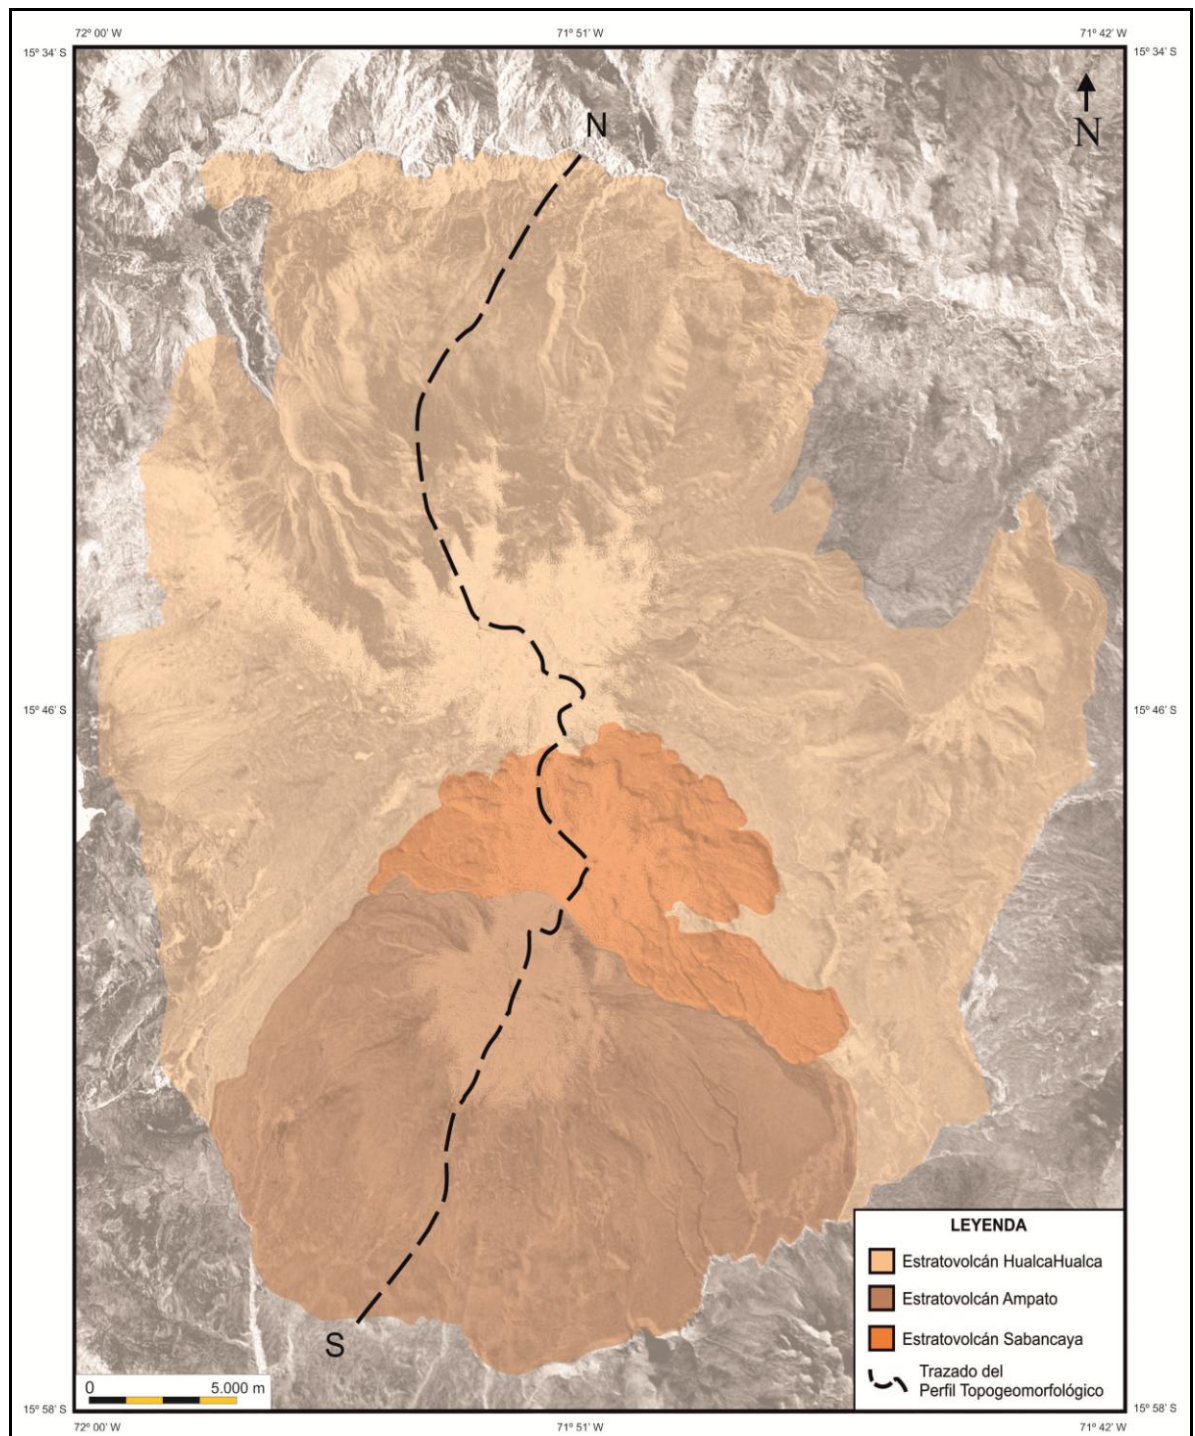 72º 00' W
71º 51' W
71º 42' W
15º 34' S
15º 34' S
N
N
15º 46' S
15º 46' S
LEYENDA
Estratovolcán HualcaHualca
Estratovolcán Ampato
Estratovolcán Sabancaya
Trazado del
Perfil Topogeomorfológico
S
0
5.000 m
15º 58' S
15º 58' S
72º 00' W
71º 51' W
71º 42' W